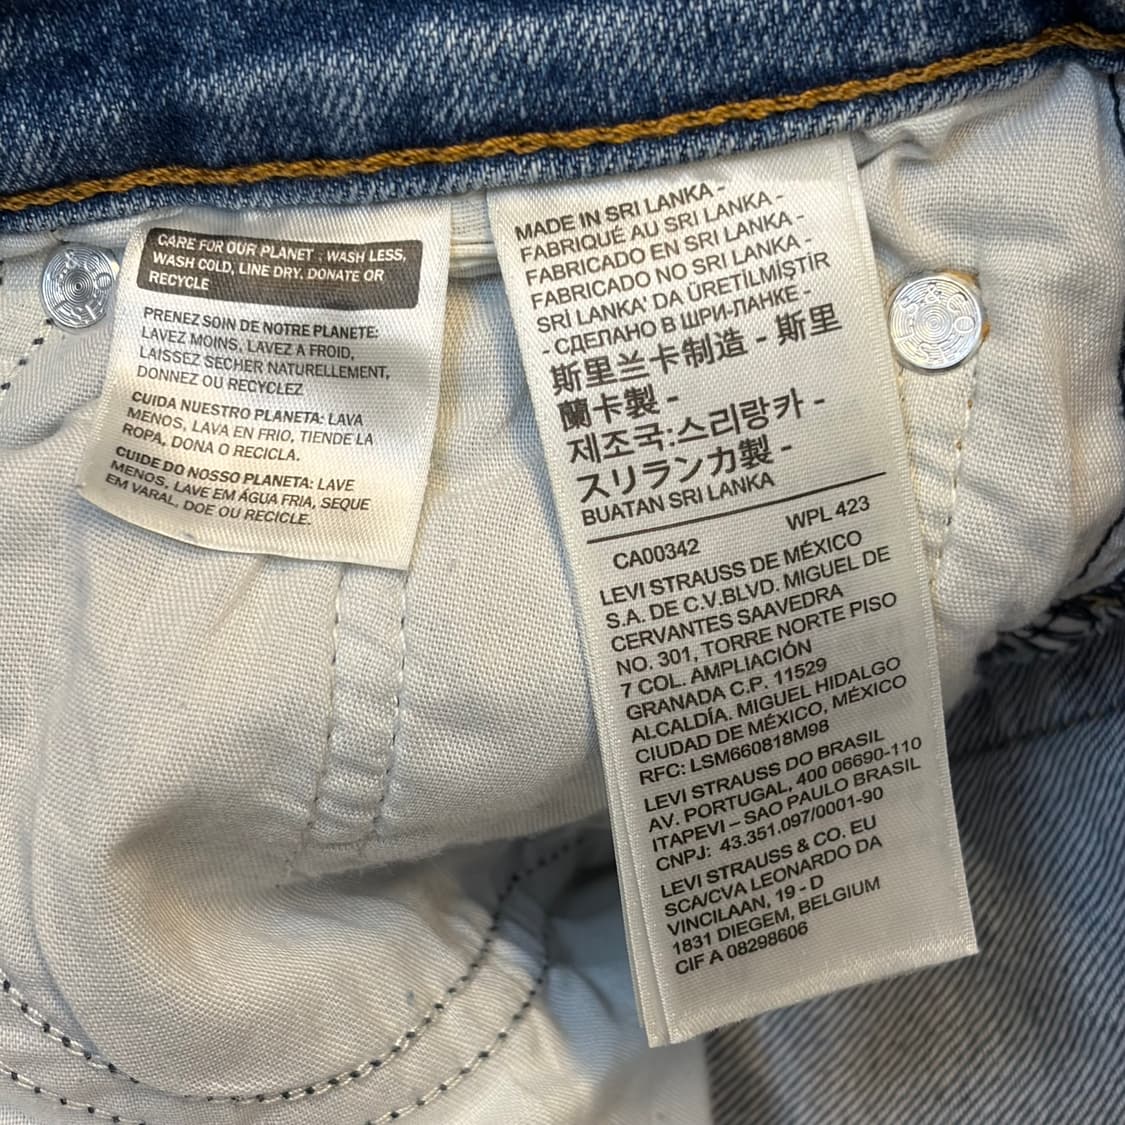 CARE FOR OUR PLANET : WASH LESS,
WASH COLD, LINE DRY, DONATE OR
RECYCLE
PRENEZ SOIN DE NOTRE PLANETE:
LAVEZ MOINS, LAVEZ A FROID,
LAISSEZ SECHER NATURELLEMENT,
DONNEZ OU RECYCLEZ
CUIDA NUESTRO PLANETA: LAVA
MENOS, LAVA EN FRIO, TIENDE LA
ROPA, DONA O RECICLA.
CUIDE DO NOSSO PLANETA: LAVE
MENOS, LAVE EM ÁGUA FRIA, SEQUE
EM VARAL, DOE OU RECICLE.
MADE IN SRI LANKA -
FABRIQUÉ AU SRI LANKA -
FABRICADO EN SRI LANKA -
FABRICADO NO SRI LANKA -
SRİ LANKA' DA ÜRETİLMİŞTİR
- СДЕЛАНО В ШРИ-ЛАНКЕ -
斯里兰卡制造 - 斯里
蘭卡製 -
제조국:스리랑카 -
スリランカ製 -
BUATAN SRI LANKA
CA00342 WPL 423
LEVI STRAUSS DE MÉXICO
S.A. DE C.V.BLVD. MIGUEL DE
CERVANTES SAAVEDRA
NO. 301, TORRE NORTE PISO
7 COL. AMPLIACIÓN
GRANADA C.P. 11529
ALCALDÍA. MIGUEL HIDALGO
CIUDAD DE MÉXICO, MÉXICO
RFC: LSM660818M98
LEVI STRAUSS DO BRASIL
AV. PORTUGAL, 400 06690-110
ITAPEVI – SAO PAULO BRASIL
CNPJ: 43.351.097/0001-90
LEVI STRAUSS & CO. EU
SCA/CVA LEONARDO DA
VINCILAAN, 19 - D
1831 DIEGEM, BELGIUM
CIF A 08298606